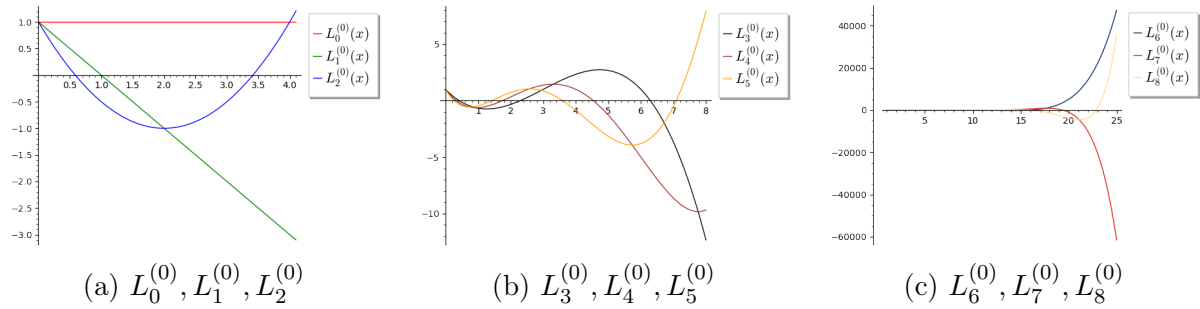 1.0
0.5
-0.5
-1.0
-1.5
-2.0
-2.5
-3.0
0.5 1.0 1.5 2.0 2.5 3.0 3.5 4.0
L_0^{(0)}(x)
L_1^{(0)}(x)
L_2^{(0)}(x)
(a) L_0^{(0)}, L_1^{(0)}, L_2^{(0)}
5
-5
-10
1 2 3 4 5 6 7 8
L_3^{(0)}(x)
L_4^{(0)}(x)
L_5^{(0)}(x)
(b) L_3^{(0)}, L_4^{(0)}, L_5^{(0)}
40000
20000
0
-20000
-40000
-60000
5 10 15 20 25
L_6^{(0)}(x)
L_7^{(0)}(x)
L_8^{(0)}(x)
(c) L_6^{(0)}, L_7^{(0)}, L_8^{(0)}